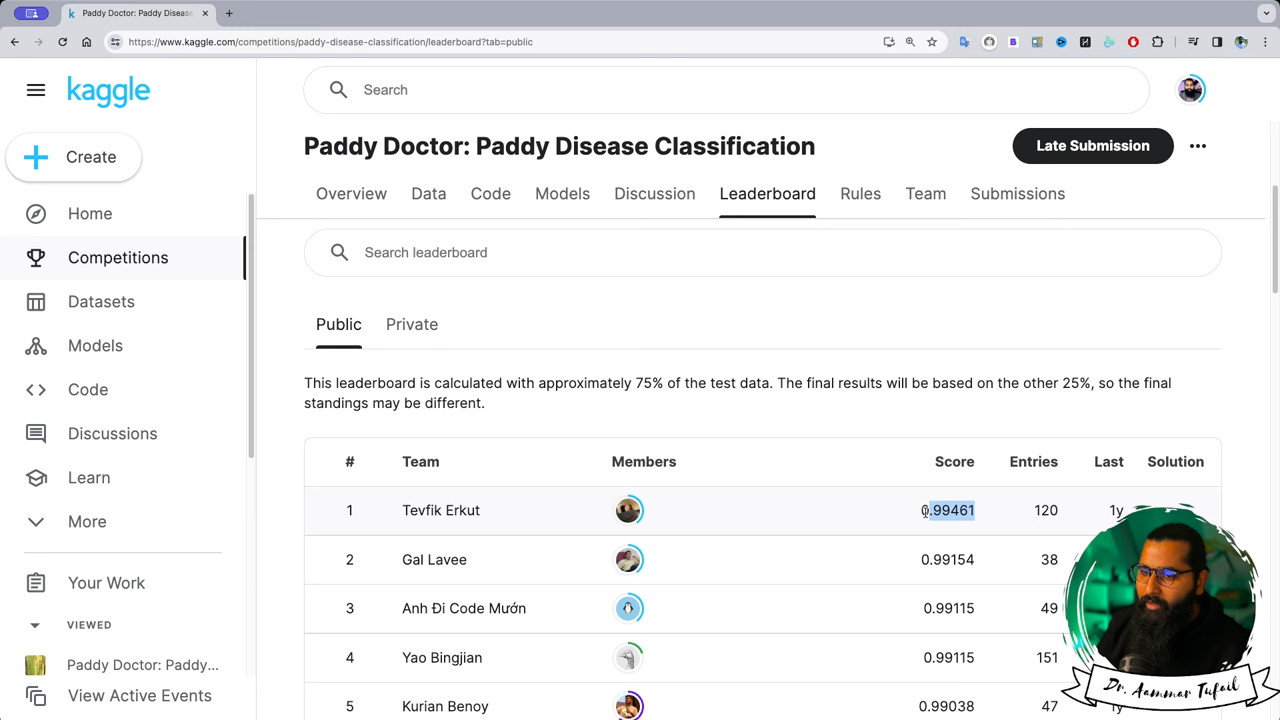 Paddy Doctor: Paddy Disease
https://www.kaggle.com/competitions/paddy-disease-classification/leaderboard?tab=public
kaggle
Search
Create
Paddy Doctor: Paddy Disease Classification
Late Submission
Overview
Data
Code
Models
Discussion
Leaderboard
Rules
Team
Submissions
Home
Competitions
Datasets
Models
Code
Discussions
Learn
More
Your Work
VIEWED
Paddy Doctor: Paddy...
View Active Events
Search leaderboard
Public
Private
This leaderboard is calculated with approximately 75% of the test data. The final results will be based on the other 25%, so the final
standings may be different.
# Team Members Score Entries Last Solution
1 Tevfik Erkut 0.99461 120 1y
2 Gal Lavee 0.99154 38
3 Anh Đi Code Mướn 0.99115 49
4 Yao Bingjian 0.99115 151
5 Kurian Benoy 0.99038 47 1y
Dr. Aammar Tufail